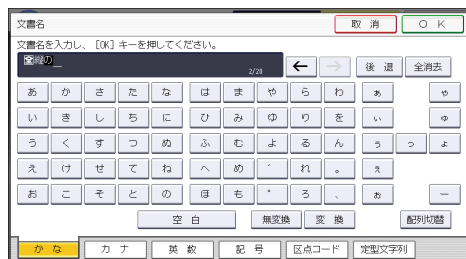 文書名
取 消
O K
文書名を入力し、[OK] キーを押してください。
全縦の_
2/20
← → 後 退 全消去
あ か さ た な は ま や ら わ ぁ ゃ
い き し ち に ひ み ゆ り を ぃ ゅ
う く す つ ぬ ふ む よ る ん ぅ っ ょ
え け せ て ね へ め ゛ れ 。 ぇ
お こ そ と の ほ も ゜ ろ 、 ぉ ー
空 白 無変換 変 換 配列切替
か な カ ナ 英 数 記 号 区点コード 定型文字列